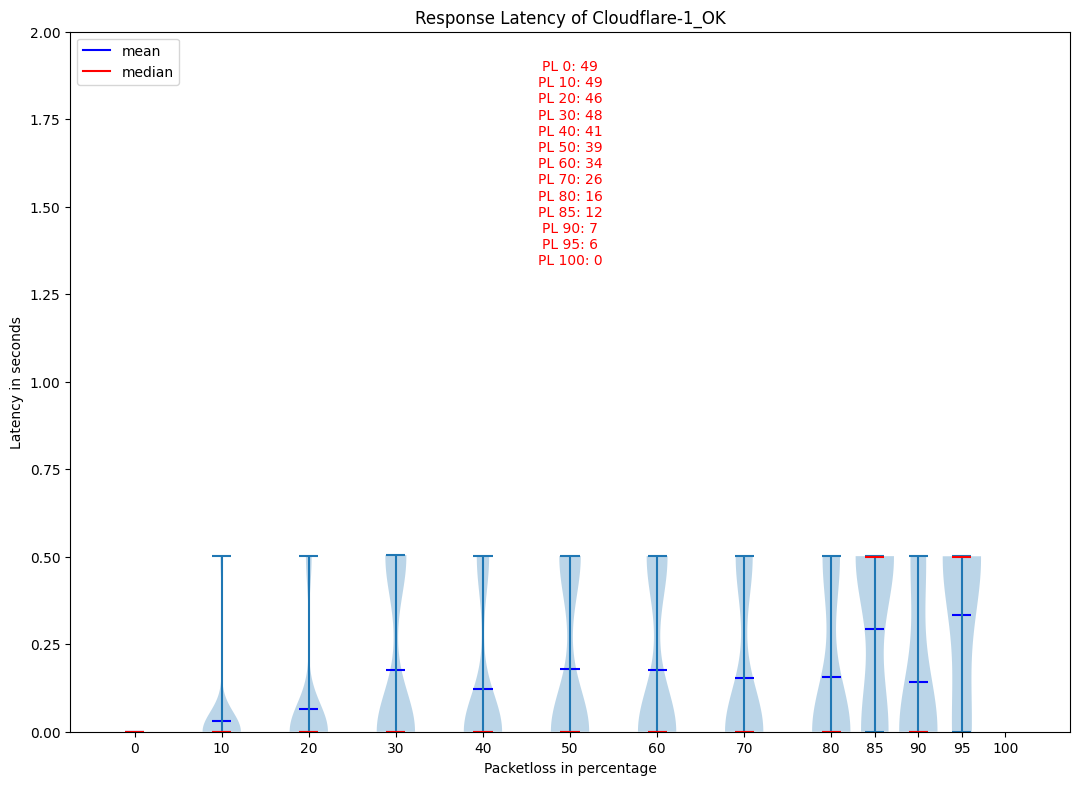 Response Latency of Cloudflare-1_OK
mean
median
PL 0: 49
PL 10: 49
PL 20: 46
PL 30: 48
PL 40: 41
PL 50: 39
PL 60: 34
PL 70: 26
PL 80: 16
PL 85: 12
PL 90: 7
PL 95: 6
PL 100: 0
Latency in seconds
2.00
1.75
1.50
1.25
1.00
0.75
0.50
0.25
0.00
0 10 20 30 40 50 60 70 80 85 90 95 100
Packetloss in percentage